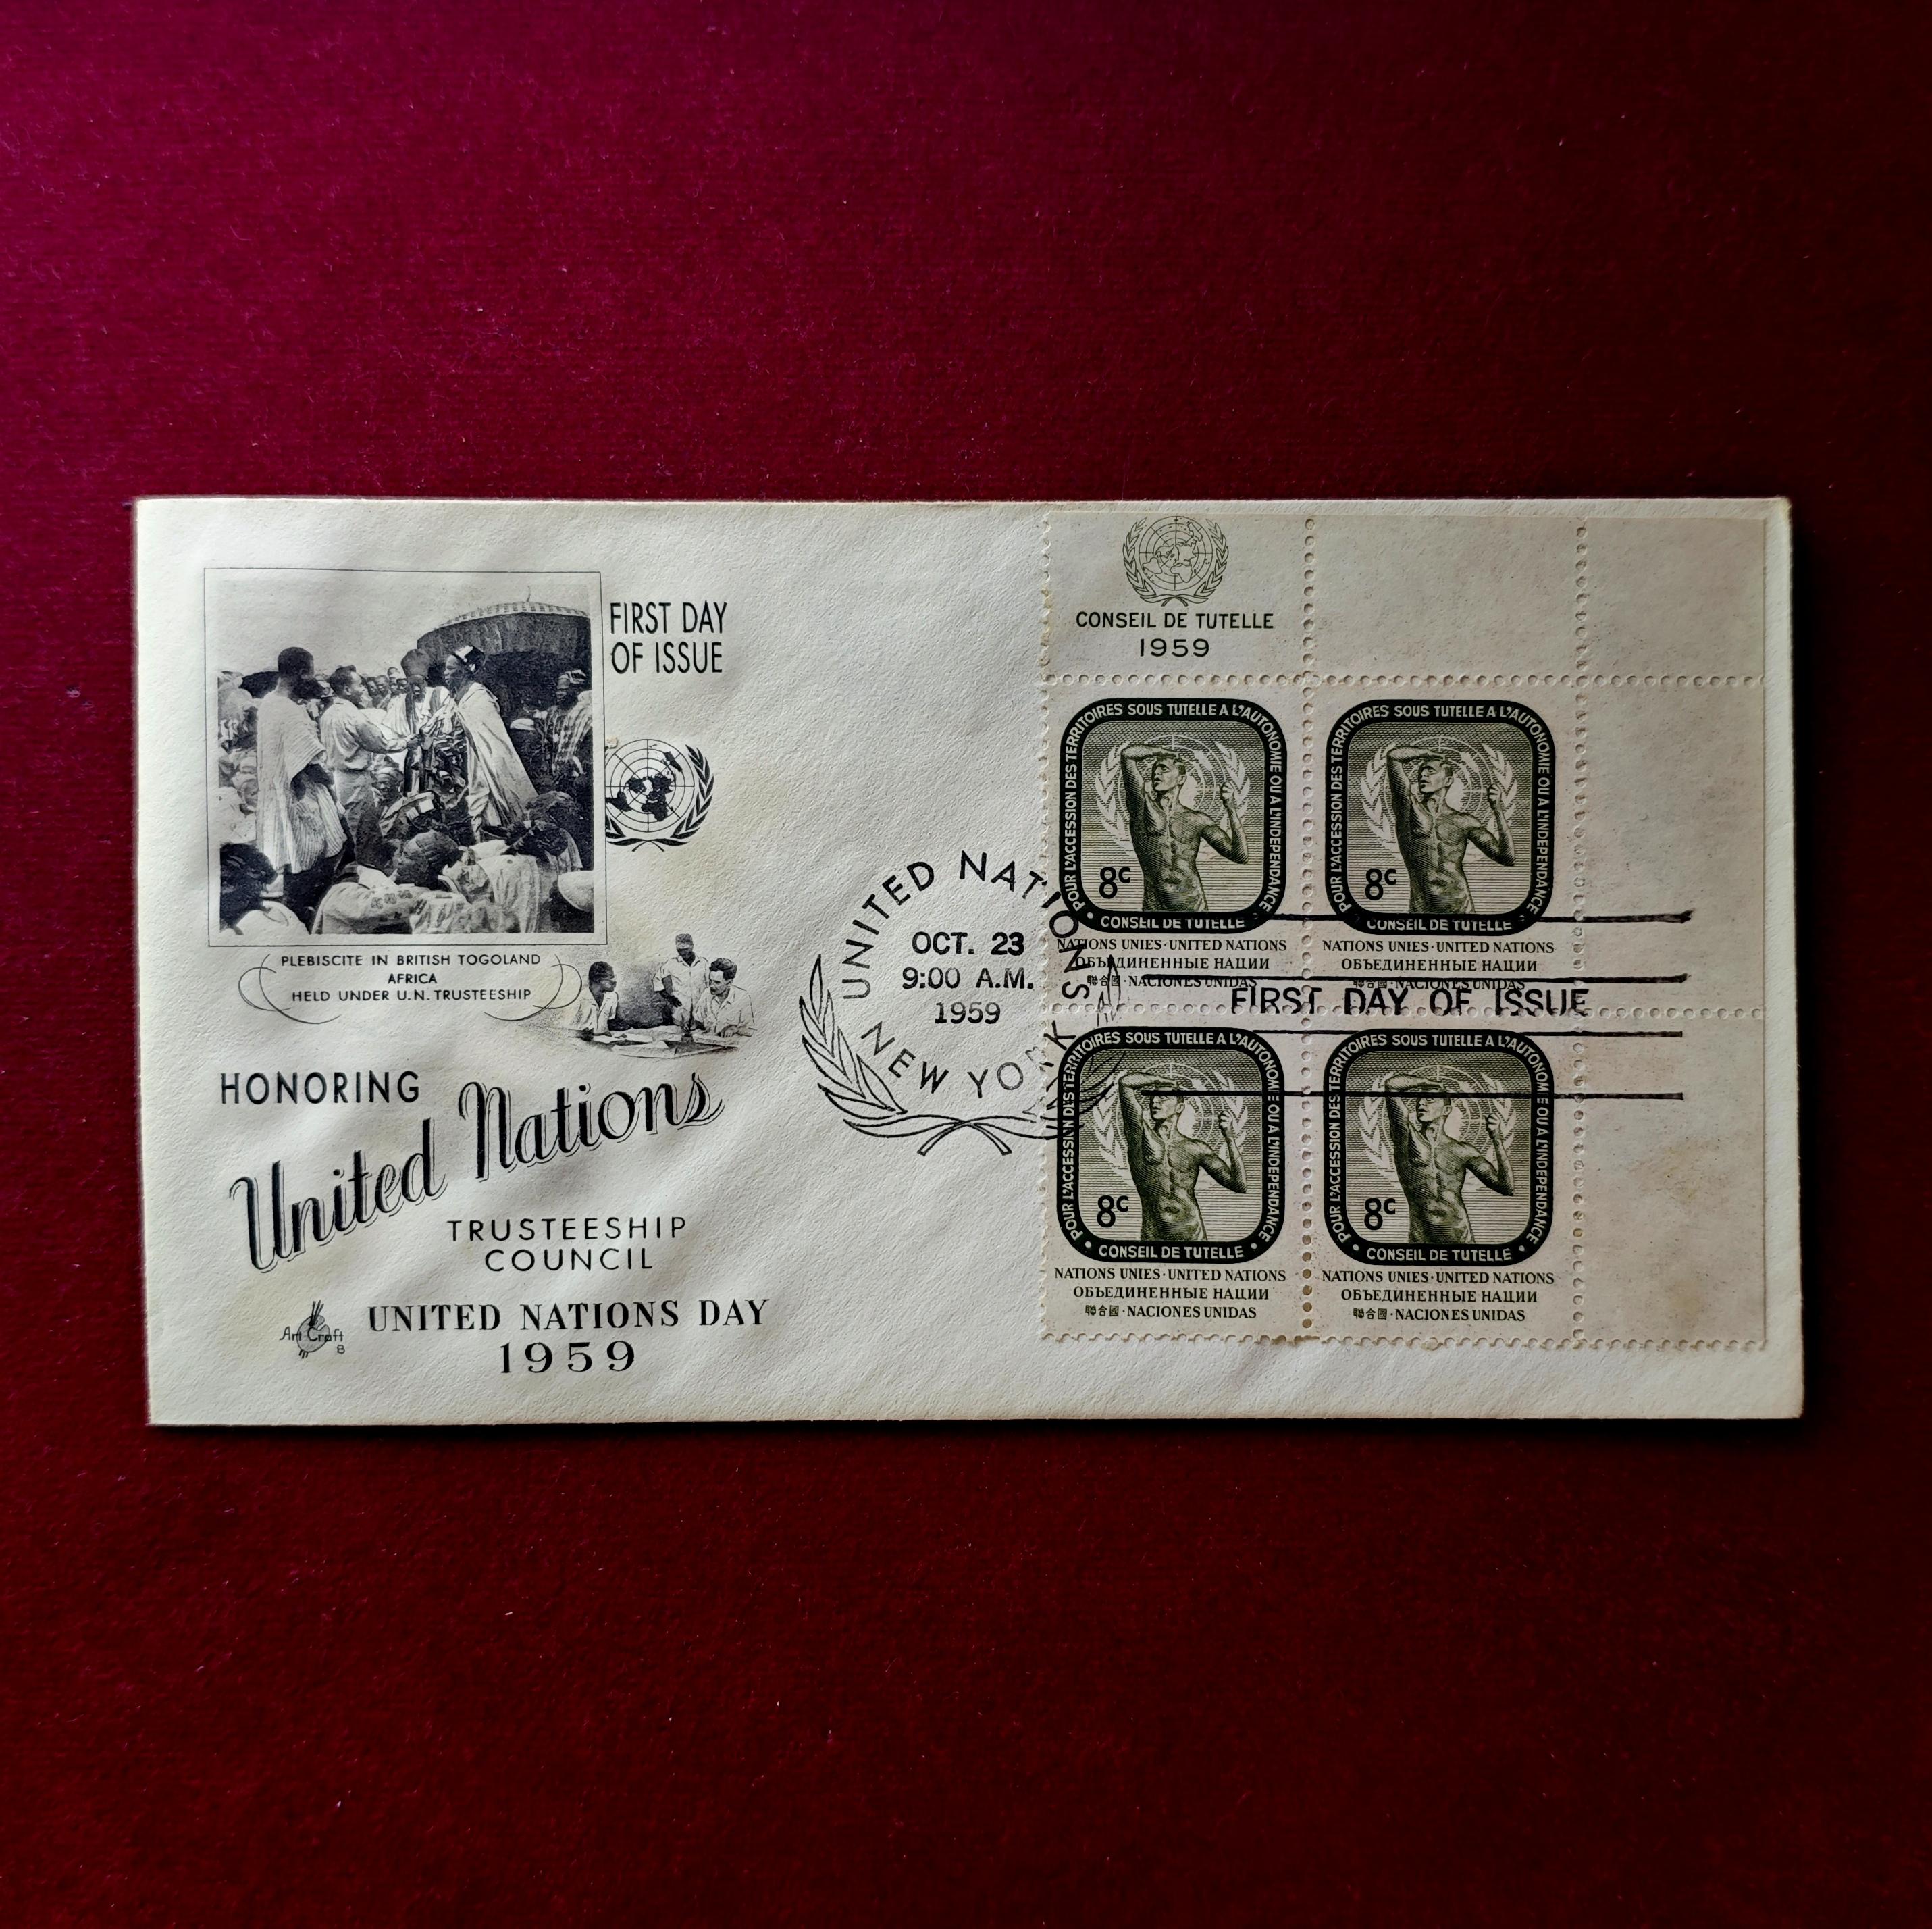 FIRST DAY
OF ISSUE
PLEBISCITE IN BRITISH TOGOLAND
AFRICA
HELD UNDER U.N. TRUSTEESHIP
HONORING
United Nations
TRUSTEESHIP
COUNCIL
Art Craft
B
UNITED NATIONS DAY
1959
UNITED NATIONS
OCT. 23
9:00 A.M.
1959
NEW YORK
CONSEIL DE TUTELLE
1959
POUR L'ACCESSION DES TERRITOIRES SOUS TUTELLE A L'AUTONOMIE OU A L'INDEPENDANCE
8c
CONSEIL DE TUTELLE
NATIONS UNIES · UNITED NATIONS
ОБЪЕДИНЕННЫЕ НАЦИИ
聯合國 · NACIONES UNIDAS
POUR L'ACCESSION DES TERRITOIRES SOUS TUTELLE A L'AUTONOMIE OU A L'INDEPENDANCE
8c
CONSEIL DE TUTELLE
NATIONS UNIES · UNITED NATIONS
ОБЪЕДИНЕННЫЕ НАЦИИ
聯合國 · NACIONES UNIDAS
FIRST DAY OF ISSUE
POUR L'ACCESSION DES TERRITOIRES SOUS TUTELLE A L'AUTONOMIE OU A L'INDEPENDANCE
8c
CONSEIL DE TUTELLE
NATIONS UNIES · UNITED NATIONS
ОБЪЕДИНЕННЫЕ НАЦИИ
聯合國 · NACIONES UNIDAS
POUR L'ACCESSION DES TERRITOIRES SOUS TUTELLE A L'AUTONOMIE OU A L'INDEPENDANCE
8c
CONSEIL DE TUTELLE
NATIONS UNIES · UNITED NATIONS
ОБЪЕДИНЕННЫЕ НАЦИИ
聯合國 · NACIONES UNIDAS